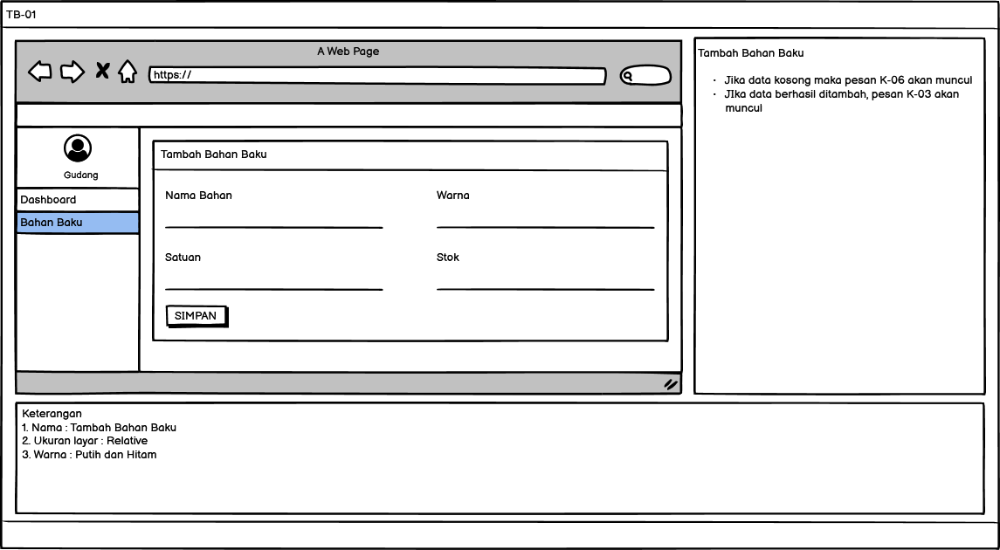 TB-01
A Web Page
https://
Gudang
Dashboard
Bahan Baku
Tambah Bahan Baku
Nama Bahan
Warna
Satuan
Stok
SIMPAN
Tambah Bahan Baku
· Jika data kosong maka pesan K-06 akan muncul
· JIka data berhasil ditambah, pesan K-03 akan
muncul
Keterangan
1. Nama : Tambah Bahan Baku
2. Ukuran layar : Relative
3. Warna : Putih dan Hitam